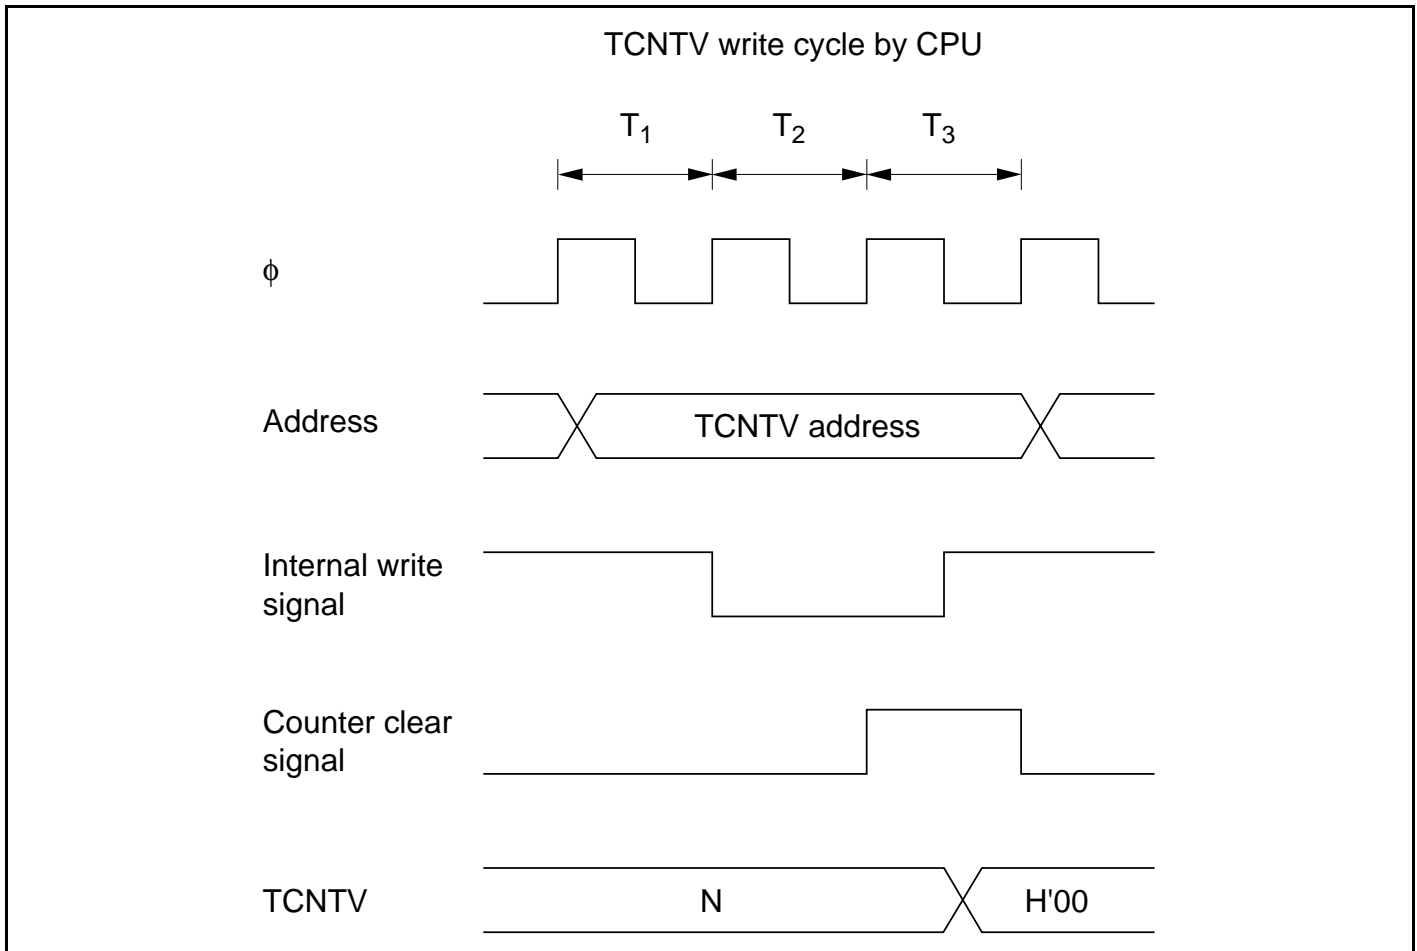 TCNTV write cycle by CPU
T1 T2 T3
ϕ
Address
TCNTV address
Internal write
signal
Counter clear
signal
TCNTV
N
H'00